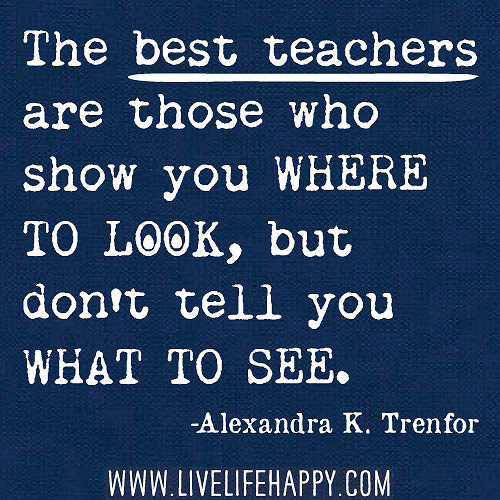 The best teachers
are those who
show you WHERE
TO LOOK, but
don't tell you
WHAT TO SEE.
-Alexandra K. Trenfor
WWW.LIVELIFEHAPPY.COM